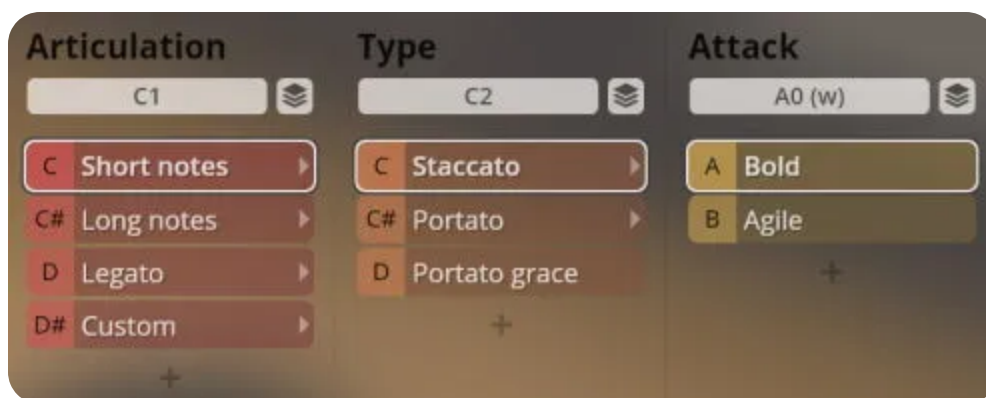 Articulation Type Attack
C1 C2 A0 (w)
C Short notes C Staccato A Bold
C# Long notes C# Portato B Agile
D Legato D Portato grace
+
D# Custom +
+